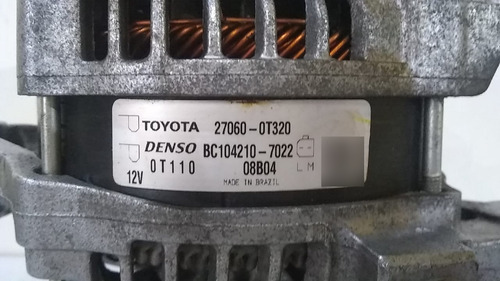 TOYOTA 27060-0T320
DENSO BC104210-7022
0T110 08B04 L M
12V MADE IN BRAZIL